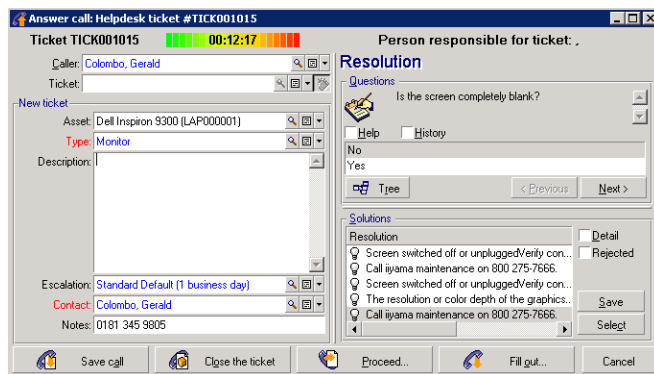 Answer call: Helpdesk ticket #TICK001015
Ticket TICK001015
00:12:17
Person responsible for ticket: ,
Caller: Colombo, Gerald
Ticket:
New ticket
Asset: Dell Inspiron 9300 (LAP000001)
Type: Monitor
Description:
Escalation: Standard Default (1 business day)
Contact: Colombo, Gerald
Notes: 0181 345 9805
Resolution
Questions
Is the screen completely blank?
Help History
No
Yes
Tree < Previous Next >
Solutions
Resolution
Screen switched off or unpluggedVerify con...
Call iiyama maintenance on 800 275-7666.
Screen switched off or unpluggedVerify con...
The resolution or color depth of the graphics..
Call iiyama maintenance on 800 275-7666.
Detail
Rejected
Save
Select
Save call Close the ticket Proceed... Fill out... Cancel